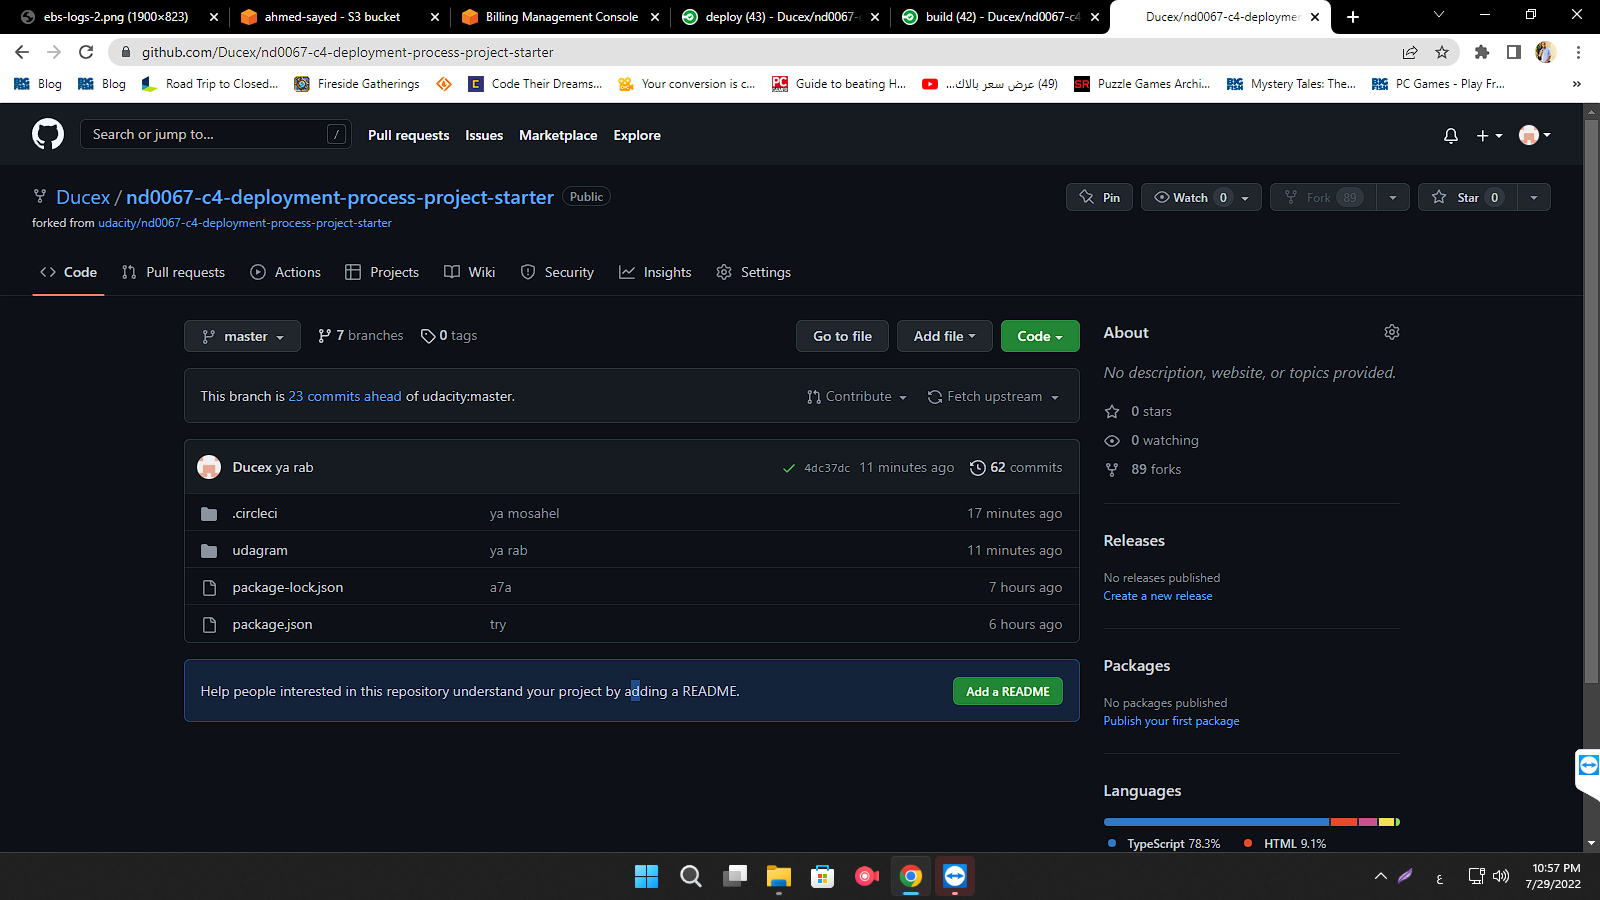 ebs-logs-2.png (1900×823)
ahmed-sayed - S3 bucket
Billing Management Console
deploy (43) - Ducex/nd0067-
build (42) - Ducex/nd0067-c4
Ducex/nd0067-c4-deployme
github.com/Ducex/nd0067-c4-deployment-process-project-starter
Blog
Blog
Road Trip to Closed...
Fireside Gatherings
Code Their Dreams...
Your conversion is c...
Guide to beating H...
(49) عرض سعر بالاك...
Puzzle Games Archi...
Mystery Tales: The...
PC Games - Play Fr...
»
Search or jump to...
/
Pull requests
Issues
Marketplace
Explore
Ducex / nd0067-c4-deployment-process-project-starter
Public
Pin
Watch 0
Fork 89
Star 0
forked from udacity/nd0067-c4-deployment-process-project-starter
Code
Pull requests
Actions
Projects
Wiki
Security
Insights
Settings
master
7 branches
0 tags
Go to file
Add file
Code
This branch is 23 commits ahead of udacity:master.
Contribute
Fetch upstream
Ducex ya rab
4dc37dc
11 minutes ago
62 commits
.circleci
ya mosahel
17 minutes ago
udagram
ya rab
11 minutes ago
package-lock.json
a7a
7 hours ago
package.json
try
6 hours ago
Help people interested in this repository understand your project by adding a README.
Add a README
About
No description, website, or topics provided.
0 stars
0 watching
89 forks
Releases
No releases published
Create a new release
Packages
No packages published
Publish your first package
Languages
TypeScript 78.3%
HTML 9.1%
ع
10:57 PM
7/29/2022